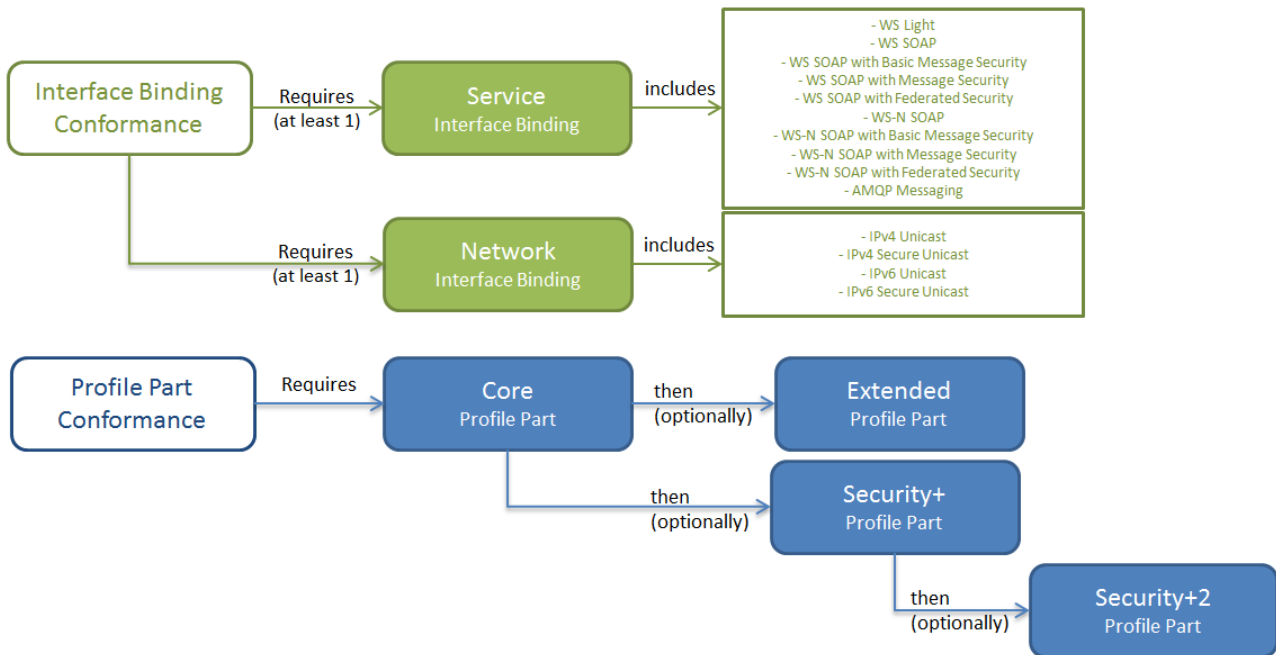 Interface Binding
Conformance
Requires
(at least 1)
Service
Interface Binding
includes
- WS Light
- WS SOAP
- WS SOAP with Basic Message Security
- WS SOAP with Message Security
- WS SOAP with Federated Security
- WS-N SOAP
- WS-N SOAP with Basic Message Security
- WS-N SOAP with Message Security
- WS-N SOAP with Federated Security
- AMQP Messaging
Requires
(at least 1)
Network
Interface Binding
includes
- IPv4 Unicast
- IPv4 Secure Unicast
- IPv6 Unicast
- IPv6 Secure Unicast
Profile Part
Conformance
Requires
Core
Profile Part
then
(optionally)
Extended
Profile Part
then
(optionally)
Security+
Profile Part
then
(optionally)
Security+2
Profile Part